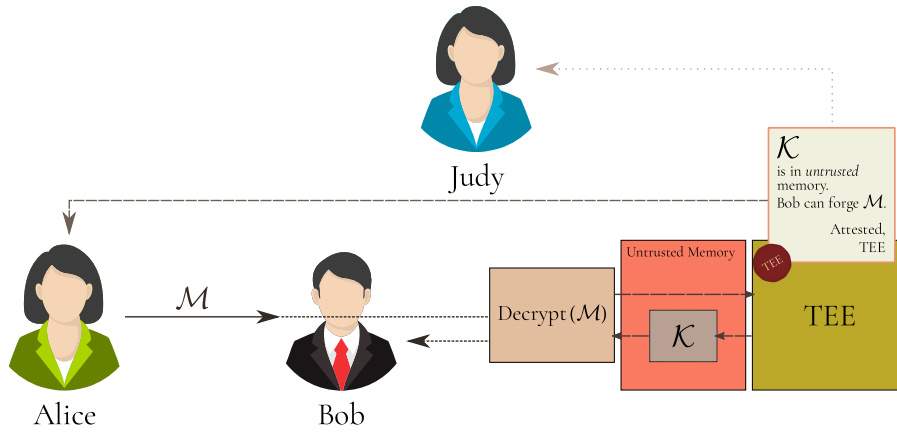 Judy
𝒦
is in untrusted
memory.
Bob can forge ℳ.
Attested,
TEE
TEE
Untrusted Memory
ℳ
Decrypt(ℳ)
𝒦
TEE
Alice
Bob